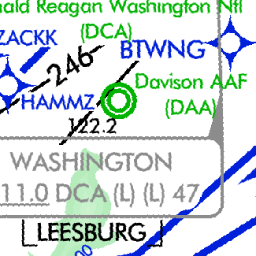 Reagan Washington Ntl
(DCA)
ZACKK
BTWNG
246
Davison AAF
(DAA)
HAMMZ
122.2
WASHINGTON
11.0 DCA (L) (L) 47
LEESBURG